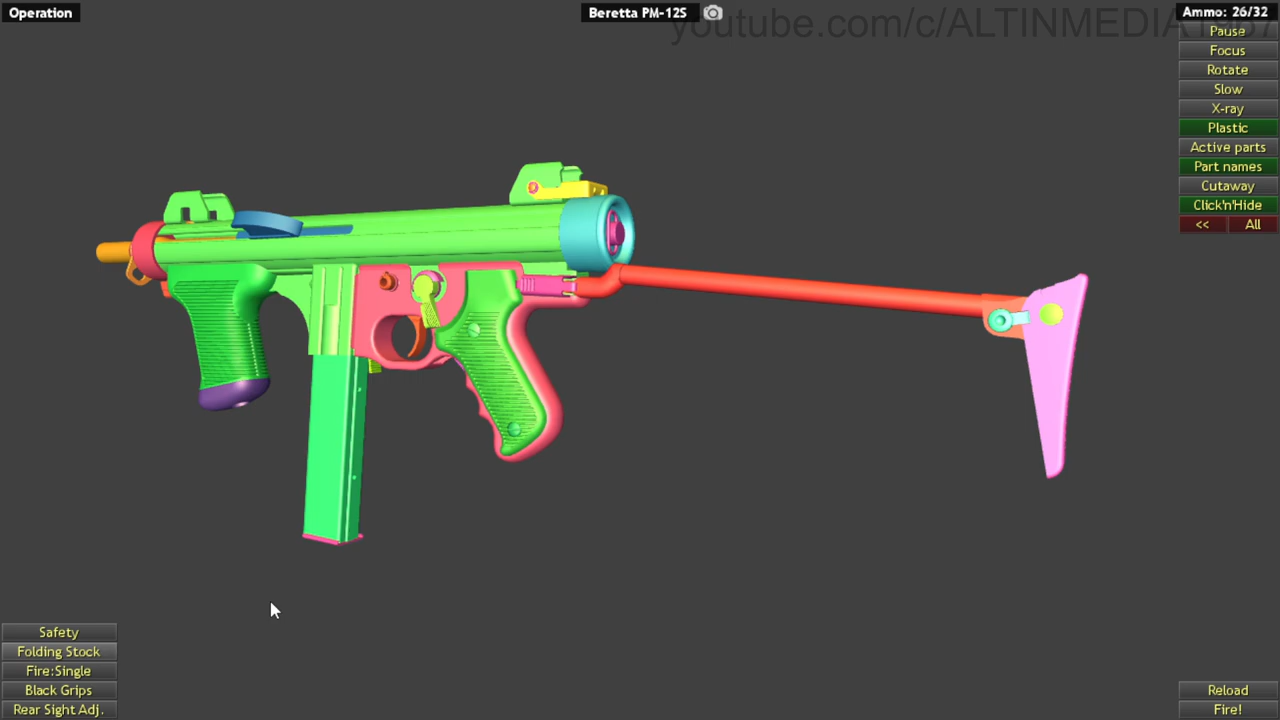 Operation
Beretta PM-12S
Ammo: 26/32
youtube.com/c/ALTINMEDIA1987
Pause
Focus
Rotate
Slow
X-ray
Plastic
Active parts
Part names
Cutaway
Click'n'Hide
<< All
Safety
Folding Stock
Fire:Single
Black Grips
Rear Sight Adj.
Reload
Fire!